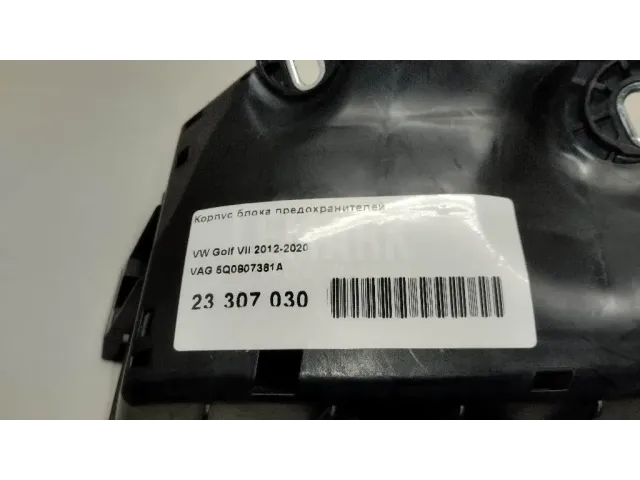 Корпус блока предохранителей
VW Golf VII 2012-2020
VAG 5Q0907381A
23 307 030